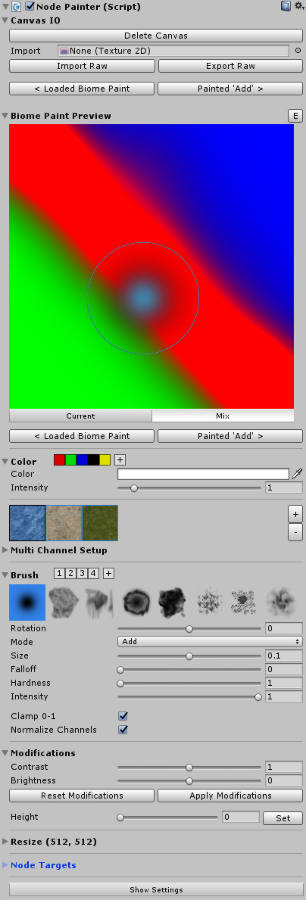 Node Painter (Script)
Canvas IO
Delete Canvas
Import None (Texture 2D)
Import Raw Export Raw
< Loaded Biome Paint Painted 'Add' >
Biome Paint Preview E
Current Mix
< Loaded Biome Paint Painted 'Add' >
Color +
Color
Intensity 1
+
-
Multi Channel Setup
Brush 1 2 3 4 +
Rotation 0
Mode Add
Size 0.1
Falloff 0
Hardness 1
Intensity 1
Clamp 0-1
Normalize Channels
Modifications
Contrast 1
Brightness 0
Reset Modifications Apply Modifications
Height 0 Set
Resize (512, 512)
Node Targets
Show Settings